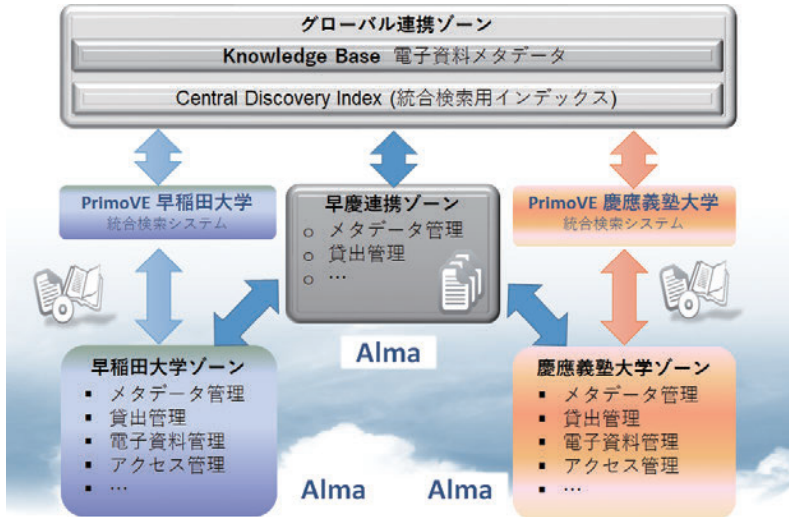 グローバル連携ゾーン
Knowledge Base 電子資料メタデータ
Central Discovery Index (統合検索用インデックス)
PrimoVE 早稲田大学
統合検索システム
早慶連携ゾーン
o メタデータ管理
o 貸出管理
o …
PrimoVE 慶應義塾大学
統合検索システム
Alma
早稲田大学ゾーン
▪ メタデータ管理
▪ 貸出管理
▪ 電子資料管理
▪ アクセス管理
▪ …
慶應義塾大学ゾーン
▪ メタデータ管理
▪ 貸出管理
▪ 電子資料管理
▪ アクセス管理
▪ …
Alma
Alma